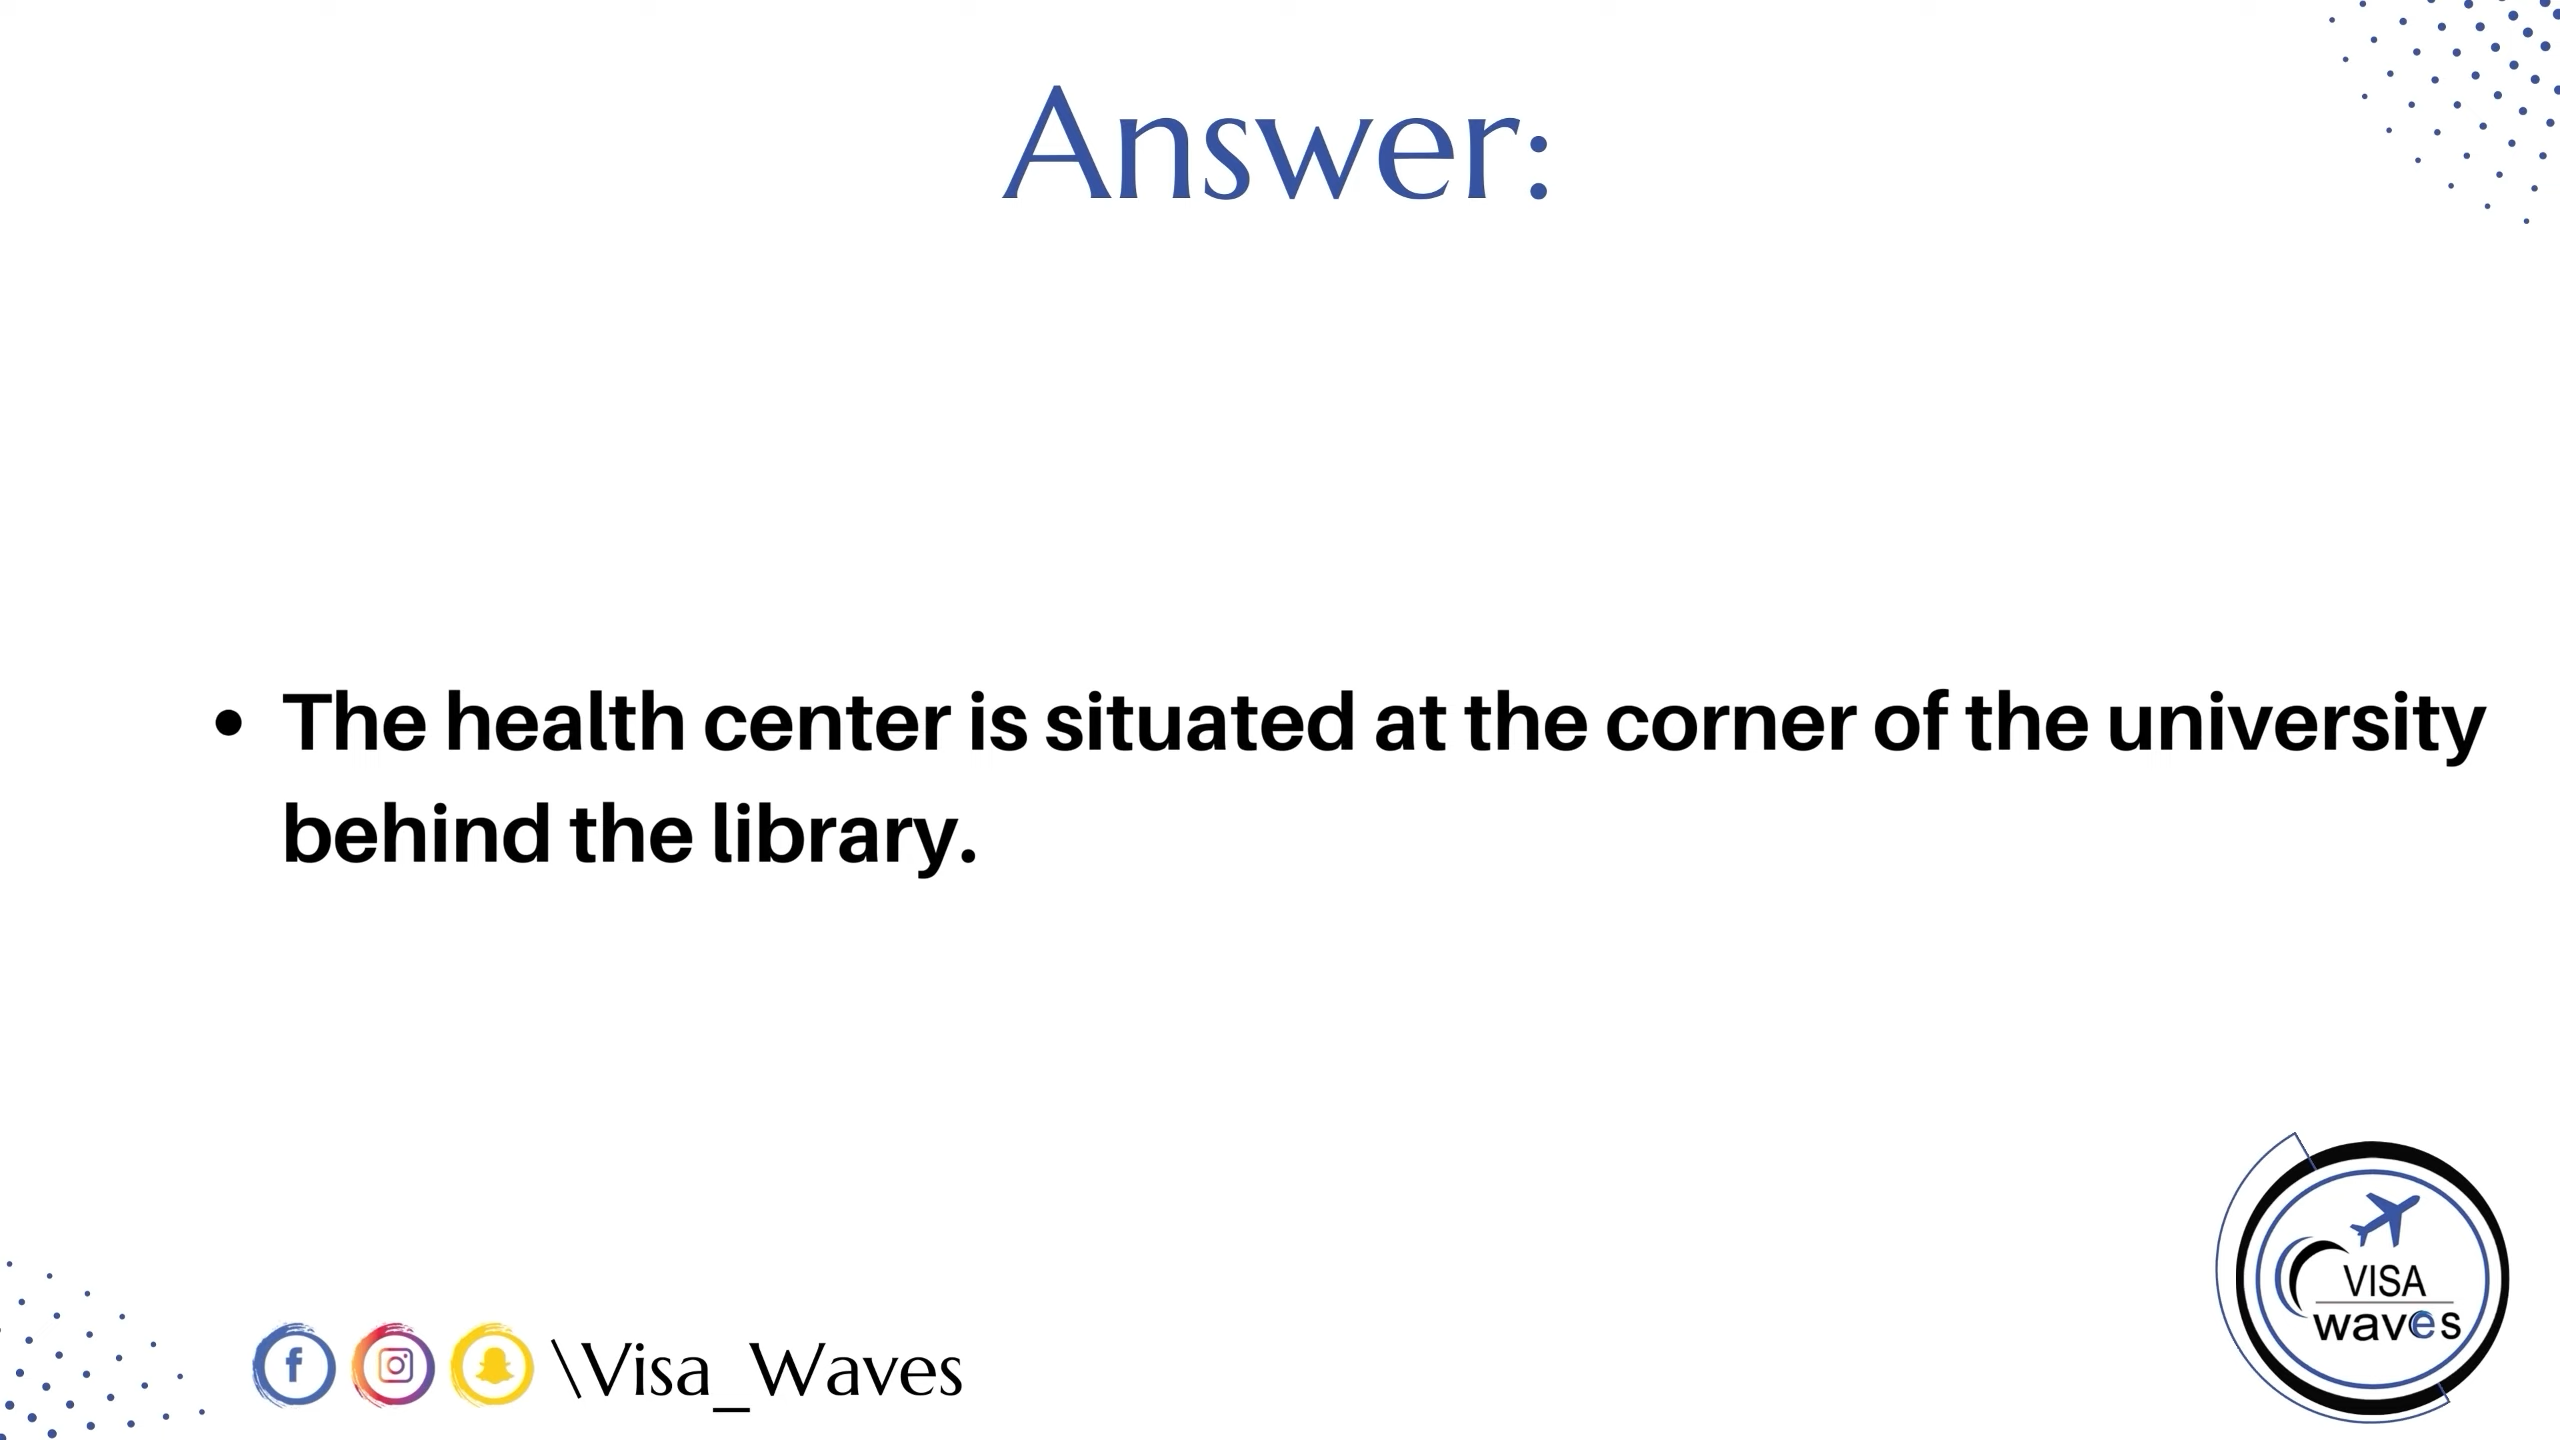 Answer:
• The health center is situated at the corner of the university
behind the library.
VISA
waves
\Visa_Waves